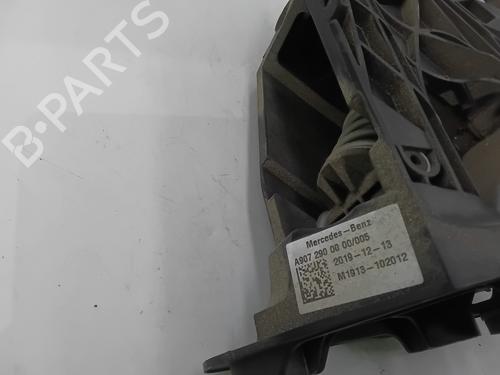 B-PARTS
Mercedes-Benz
A907 290 00 00/005
2019-12-13
M1913-102012